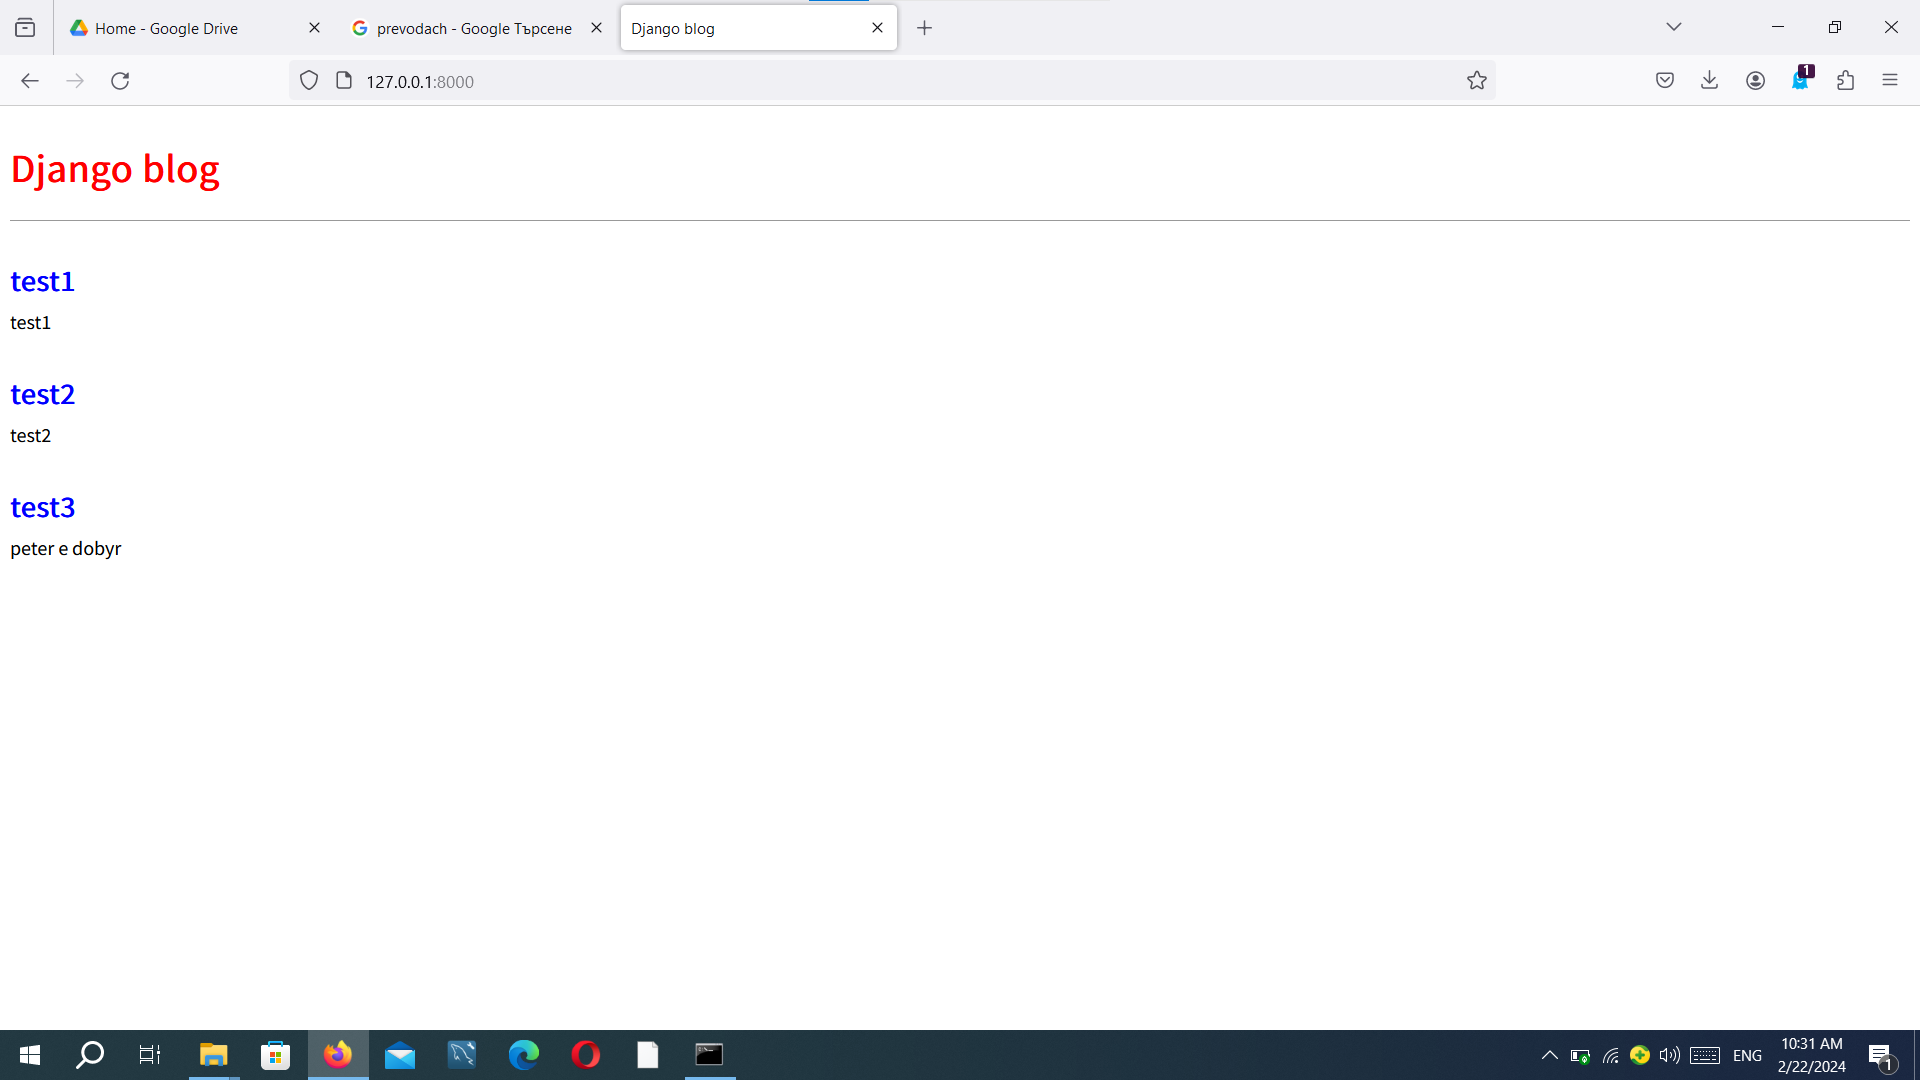 Home - Google Drive
prevodach - Google Търсене
Django blog
127.0.0.1:8000
1
Django blog
test1
test1
test2
test2
test3
peter e dobyr
ENG
10:31 AM
2/22/2024
1